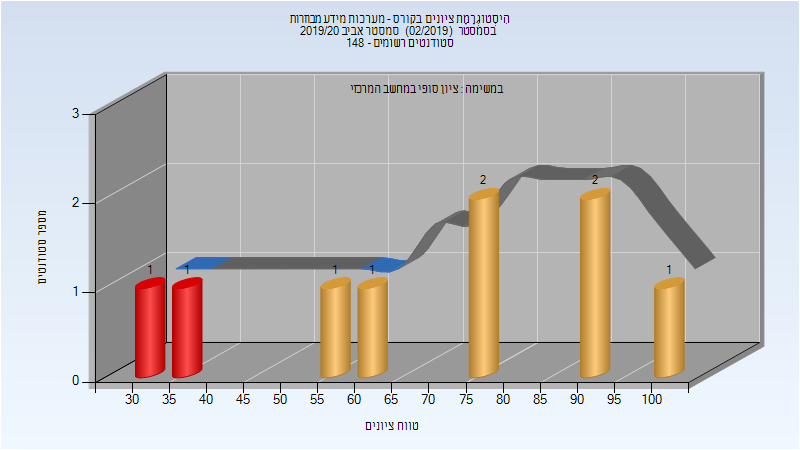 היסטוגרמת ציונים בקורס - מערכות מידע מבוזרות
בסמסטר (02/2019) סמסטר אביב 2019/20
סטודנטים רשומים - 148
במשימה : ציון סופי במחשב המרכזי
מספר סטודנטים
3
2
1
0
1
1
1
1
2
2
1
30 35 40 45 50 55 60 65 70 75 80 85 90 95 100
טווח ציונים